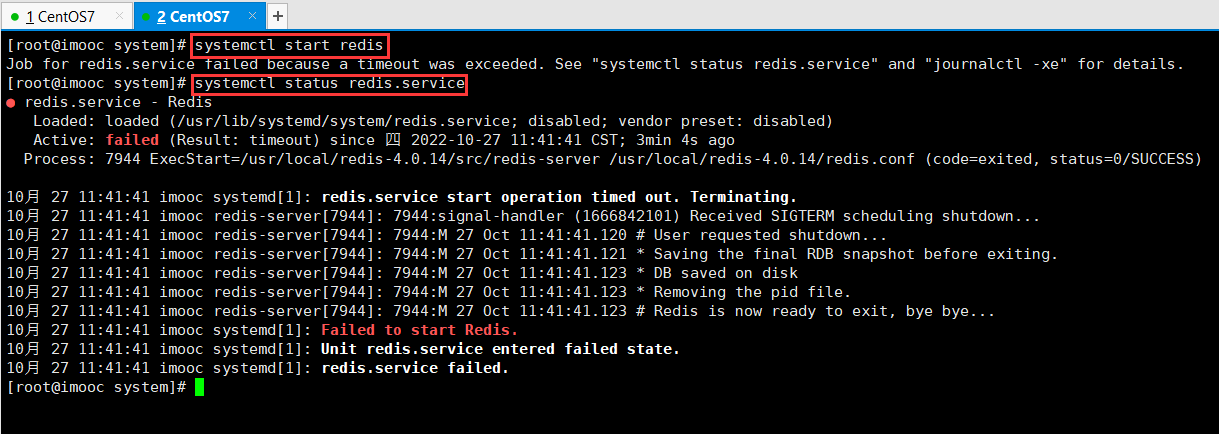 1 CentOS7 × 2 CentOS7 × +
[root@imooc system]# systemctl start redis
Job for redis.service failed because a timeout was exceeded. See "systemctl status redis.service" and "journalctl -xe" for details.
[root@imooc system]# systemctl status redis.service
● redis.service - Redis
Loaded: loaded (/usr/lib/systemd/system/redis.service; disabled; vendor preset: disabled)
Active: failed (Result: timeout) since 四 2022-10-27 11:41:41 CST; 3min 4s ago
Process: 7944 ExecStart=/usr/local/redis-4.0.14/src/redis-server /usr/local/redis-4.0.14/redis.conf (code=exited, status=0/SUCCESS)
10月 27 11:41:41 imooc systemd[1]: redis.service start operation timed out. Terminating.
10月 27 11:41:41 imooc redis-server[7944]: 7944:signal-handler (1666842101) Received SIGTERM scheduling shutdown...
10月 27 11:41:41 imooc redis-server[7944]: 7944:M 27 Oct 11:41:41.120 # User requested shutdown...
10月 27 11:41:41 imooc redis-server[7944]: 7944:M 27 Oct 11:41:41.121 * Saving the final RDB snapshot before exiting.
10月 27 11:41:41 imooc redis-server[7944]: 7944:M 27 Oct 11:41:41.123 * DB saved on disk
10月 27 11:41:41 imooc redis-server[7944]: 7944:M 27 Oct 11:41:41.123 * Removing the pid file.
10月 27 11:41:41 imooc redis-server[7944]: 7944:M 27 Oct 11:41:41.123 # Redis is now ready to exit, bye bye...
10月 27 11:41:41 imooc systemd[1]: Failed to start Redis.
10月 27 11:41:41 imooc systemd[1]: Unit redis.service entered failed state.
10月 27 11:41:41 imooc systemd[1]: redis.service failed.
[root@imooc system]#